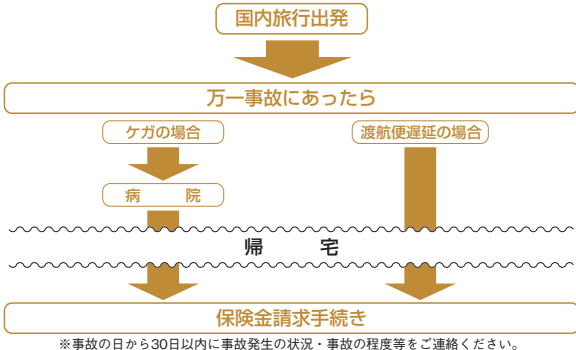 国内旅行出発
万一事故にあったら
ケガの場合
渡航便遅延の場合
病　　院
帰　　宅
保険金請求手続き
※事故の日から30日以内に事故発生の状況・事故の程度等をご連絡ください。